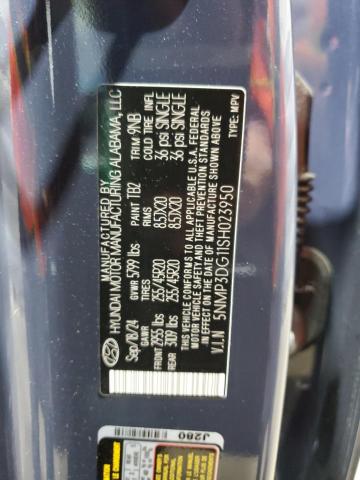 MANUFACTURED BY
HYUNDAI MOTOR MANUFACTURING ALABAMA, LLC
Sep/18/24 GVWR 5799 lbs PAINT TB2 TRIM 9NB
GAWR TIRES RIMS COLD TIRE INFL
FRONT 2955 lbs 255/45R20 8.5JX20 36 psi SINGLE
REAR 3109 lbs 255/45R20 8.5JX20 36 psi SINGLE
THIS VEHICLE CONFORMS TO ALL APPLICABLE U.S.A. FEDERAL
MOTOR VEHICLE SAFETY AND THEFT PREVENTION STANDARDS
IN EFFECT ON THE DATE OF MANUFACTURE SHOWN ABOVE.
V.I.N 5NMP3DG11SH023950 TYPE: MPV
J280